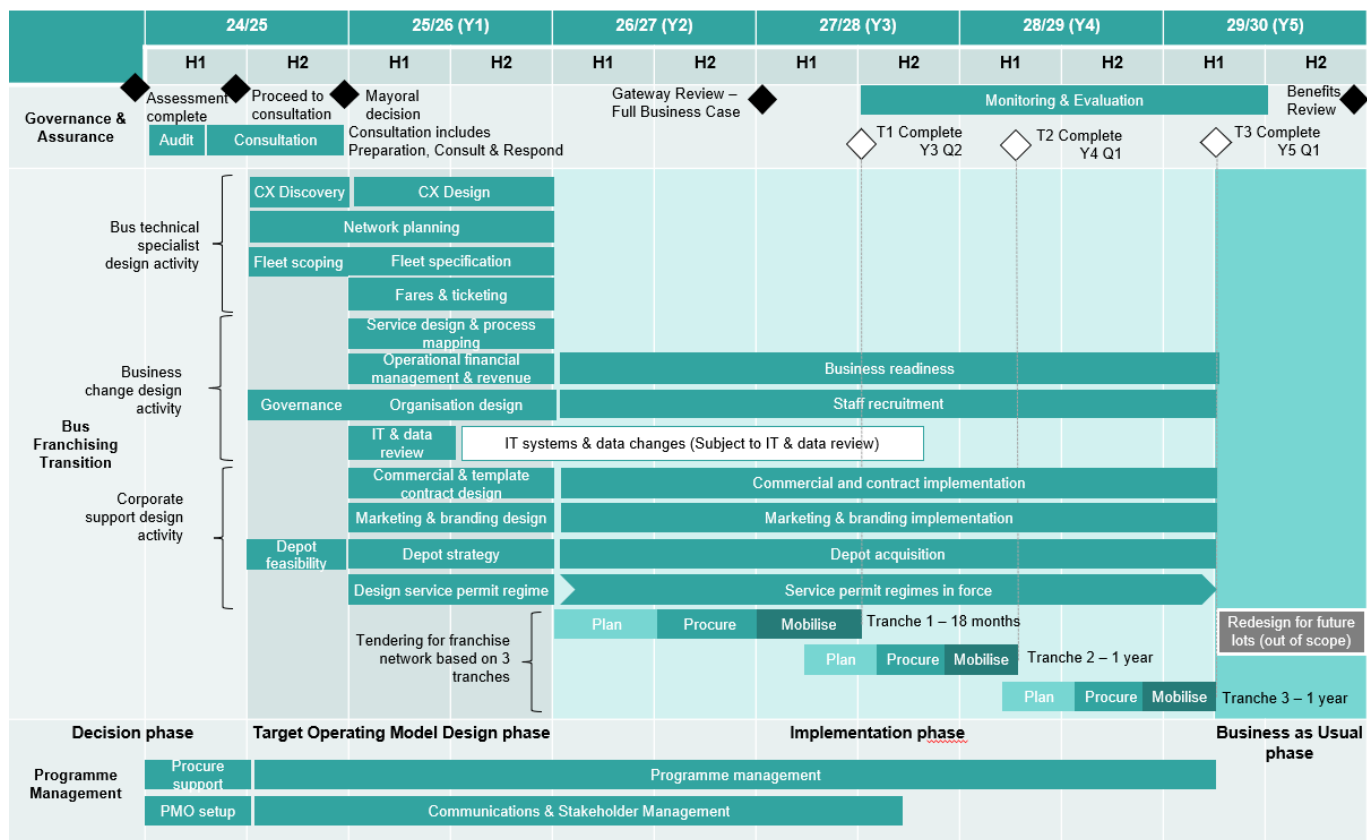 24/25
25/26 (Y1)
26/27 (Y2)
27/28 (Y3)
28/29 (Y4)
29/30 (Y5)
H1
H2
H1
H2
H1
H2
H1
H2
H1
H2
H1
H2
Governance &
Assurance
Assessment
complete
Proceed to
consultation
Mayoral
decision
Consultation includes
Preparation, Consult & Respond
Gateway Review –
Full Business Case
Monitoring & Evaluation
Benefits
Review
Audit
Consultation
T1 Complete
Y3 Q2
T2 Complete
Y4 Q1
T3 Complete
Y5 Q1
Bus Franchising
Transition
Bus technical
specialist
design activity
CX Discovery
CX Design
Network planning
Fleet scoping
Fleet specification
Fares & ticketing
Business
change design
activity
Service design & process
mapping
Operational financial
management & revenue
Business readiness
Governance
Organisation design
Staff recruitment
IT & data
review
IT systems & data changes (Subject to IT & data review)
Corporate
support design
activity
Commercial & template
contract design
Commercial and contract implementation
Marketing & branding design
Marketing & branding implementation
Depot
feasibility
Depot strategy
Depot acquisition
Design service permit regime
Service permit regimes in force
Tendering for franchise
network based on 3
tranches
Plan
Procure
Mobilise
Tranche 1 – 18 months
Plan
Procure
Mobilise
Tranche 2 – 1 year
Plan
Procure
Mobilise
Tranche 3 – 1 year
Redesign for future
lots (out of scope)
Decision phase
Target Operating Model Design phase
Implementation phase
Business as Usual
phase
Programme
Management
Procure
support
Programme management
PMO setup
Communications & Stakeholder Management